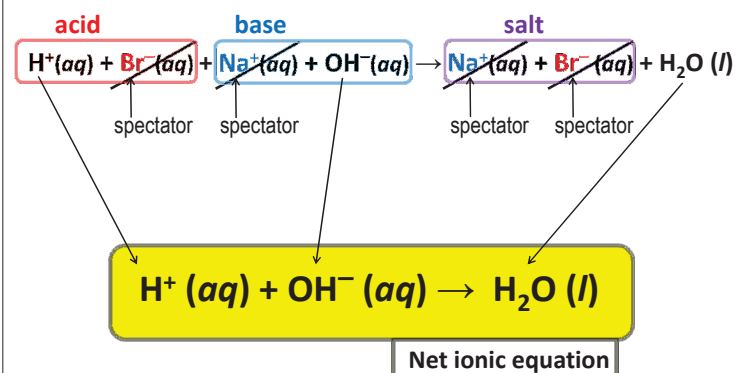 acid base salt
H⁺(aq) + Br⁻(aq) + Na⁺(aq) + OH⁻(aq) → Na⁺(aq) + Br⁻(aq) + H₂O (l)
spectator spectator spectator spectator
H⁺ (aq) + OH⁻ (aq) → H₂O (l)
Net ionic equation